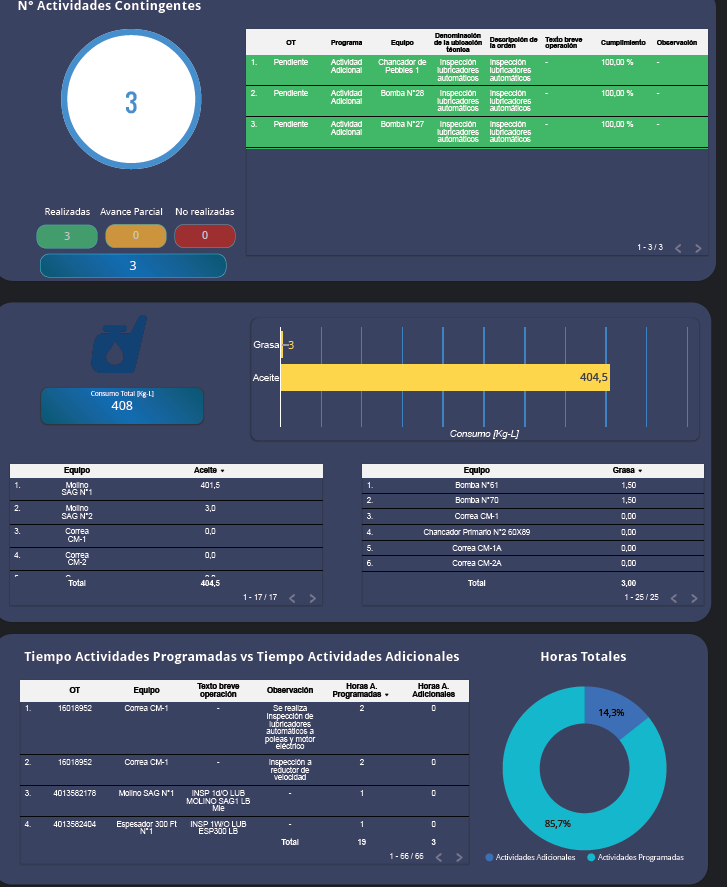 N° Actividades Contingentes
3
Realizadas Avance Parcial No realizadas
3 0 0
3
OT Programa Equipo Denominación de la ubicación técnica Descripción de la orden Texto breve operación Cumplimiento Observación
1. Pendiente Actividad Adicional Chancador de Pebbles 1 Inspección lubricadores automáticos Inspección lubricadores automáticos - 100,00 % -
2. Pendiente Actividad Adicional Bomba N°28 Inspección lubricadores automáticos Inspección lubricadores automáticos - 100,00 % -
3. Pendiente Actividad Adicional Bomba N°27 Inspección lubricadores automáticos Inspección lubricadores automáticos - 100,00 % -
1 - 3 / 3
Consumo Total [Kg-L]
408
Grasa 3
Aceite 404,5
Consumo [Kg-L]
Equipo Aceite
1. Molino SAG N°1 401,5
2. Molino SAG N°2 3,0
3. Correa CM-1 0,0
4. Correa CM-2 0,0
Total 404,5
1 - 17 / 17
Equipo Grasa
1. Bomba N°61 1,50
2. Bomba N°70 1,50
3. Correa CM-1 0,00
4. Chancador Primario N°2 60X89 0,00
5. Correa CM-1A 0,00
6. Correa CM-2A 0,00
Total 3,00
1 - 25 / 25
Tiempo Actividades Programadas vs Tiempo Actividades Adicionales
OT Equipo Texto breve operación Observación Horas A. Programadas Horas A. Adicionales
1. 16018952 Correa CM-1 - Se realiza inspección de lubricadores automáticos a poleas y motor eléctrico 2 0
2. 16018952 Correa CM-1 - Inspección a reductor de velocidad 2 0
3. 4013582178 Molino SAG N°1 INSP 1d/O LUB MOLINO SAG1 LB Mie - 1 0
4. 4013582404 Espesador 300 Ft N°1 INSP 1W/O LUB ESP300 LB - 1 0
Total 19 3
1 - 66 / 66
Horas Totales
14,3%
85,7%
Actividades Adicionales Actividades Programadas